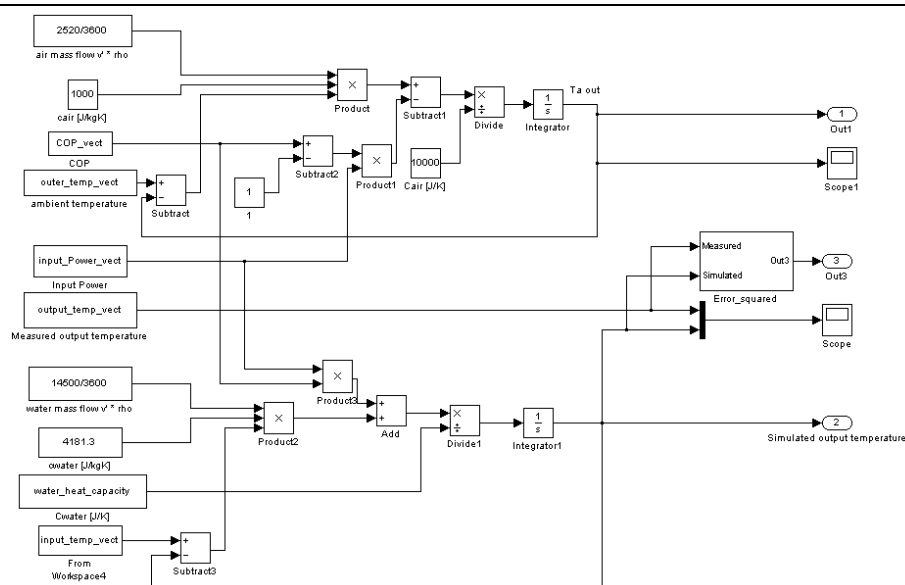 2520/3600
air mass flow v' * rho
1000
cair [J/kgK]
×
Product
+
−
Subtract1
×
÷
Divide
1
s
Integrator
Ta out
1
Out1
COP_vect
COP
+
−
Subtract2
×
Product1
10000
Cair [J/K]
Scope1
outer_temp_vect
ambient temperature
+
−
Subtract
1
1
input_Power_vect
Input Power
Measured
Simulated
Out3
Error_squared
3
Out3
output_temp_vect
Measured output temperature
Scope
14500/3600
water mass flow v' * rho
×
Product3
×
Product2
+
+
Add
×
÷
Divide1
1
s
Integrator1
2
Simulated output temperature
4181.3
cwater [J/kgK]
water_heat_capacity
Cwater [J/K]
input_temp_vect
From
Workspace4
+
−
Subtract3